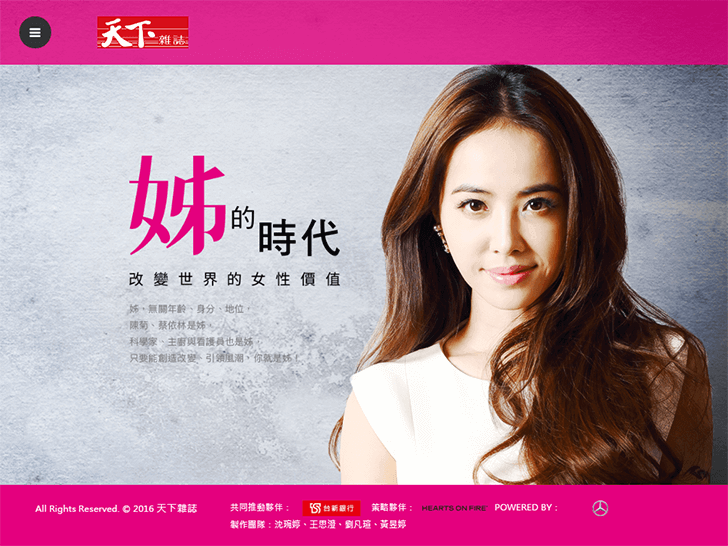 天下雜誌
姊的時代
改變世界的女性價值
姊、無關年齡、身分、地位，
陳菊、蔡依林是姊，
科學家、主廚與看護員也是姊，
只要能創造改變、引領風潮，你就是姊！
All Rights Reserved. © 2016 天下雜誌
共同推動夥伴：
台新銀行
策略夥伴：
HEARTS ON FIRE
POWERED BY：
製作團隊：沈琬婷、王思澄、劉凡瑄、黃昱婷